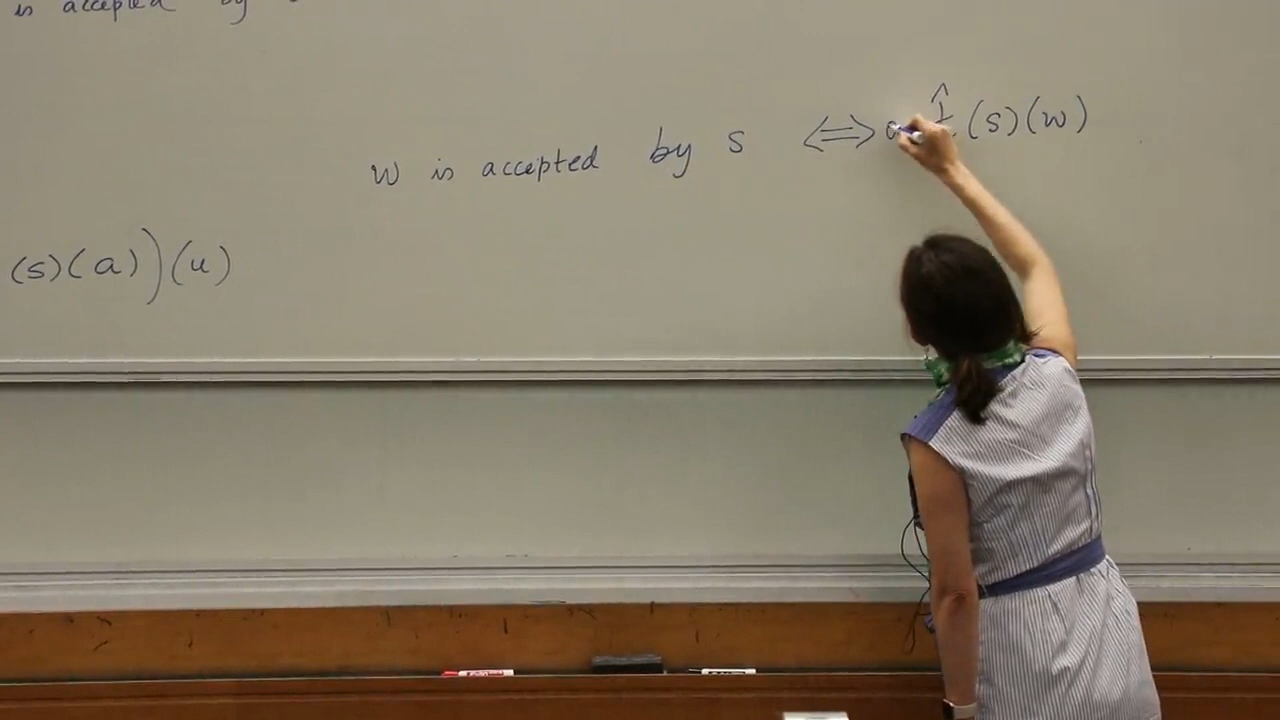 is accepted by
w is accepted by s ⟺ o t̂ (s)(w)
(s)(a))(u)